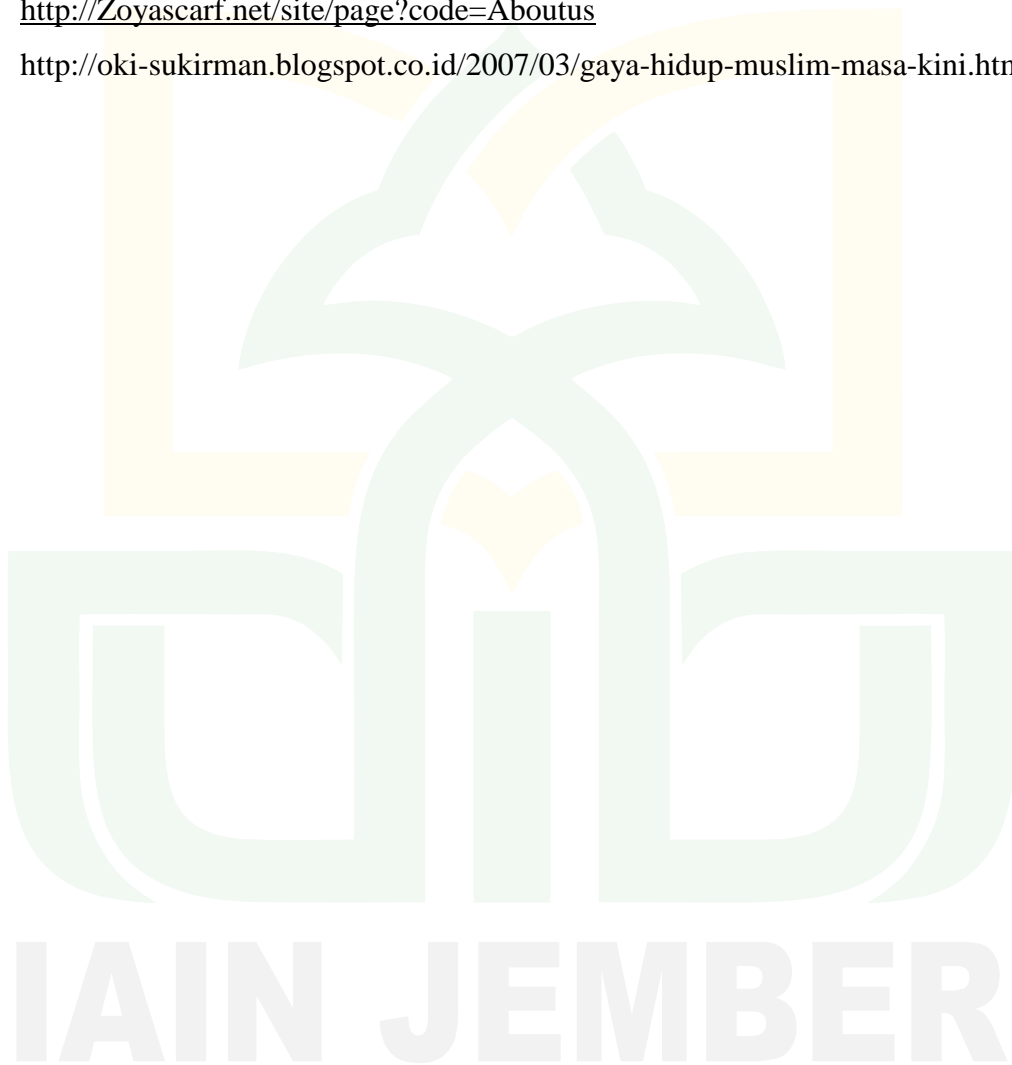 http://Zoyascarf.net/site/page?code=Aboutus
http://oki-sukirman.blogspot.co.id/2007/03/gaya-hidup-muslim-masa-kini.htm
IAIN JEMBER